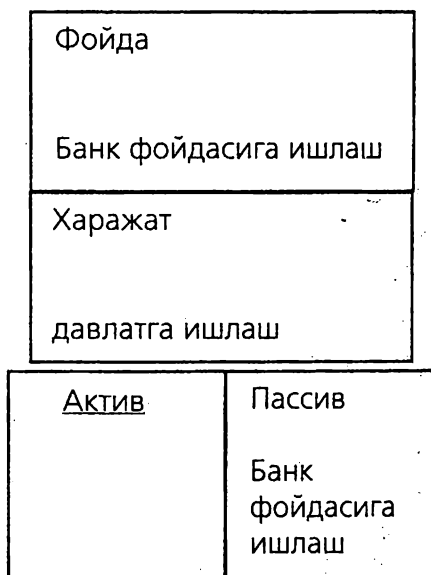 Фойда
Банк фойдасига ишлаш
Харажат
давлатга ишлаш
Актив
Пассив
Банк
фойдасига
ишлаш